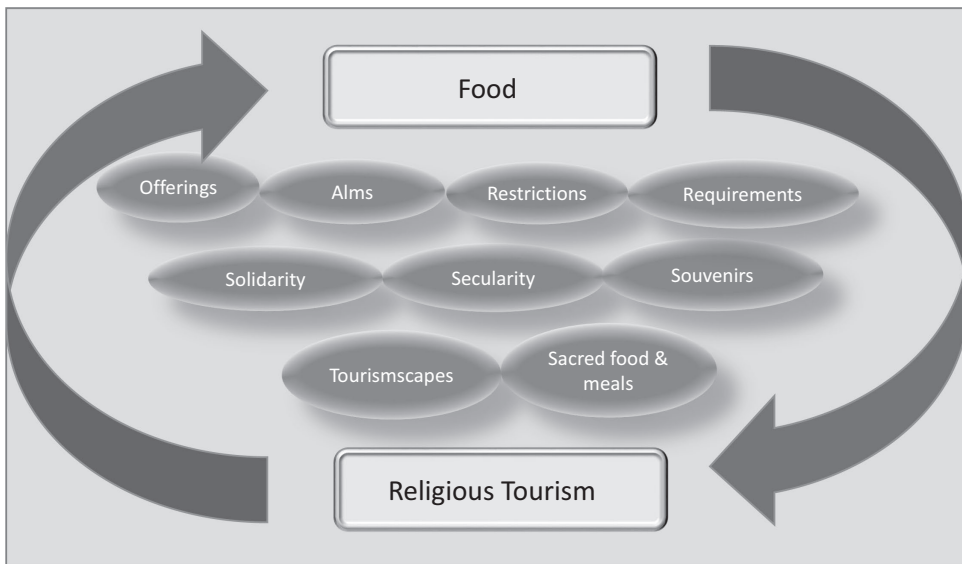 Food
Offerings
Alms
Restrictions
Requirements
Solidarity
Secularity
Souvenirs
Tourismscapes
Sacred food &
meals
Religious Tourism